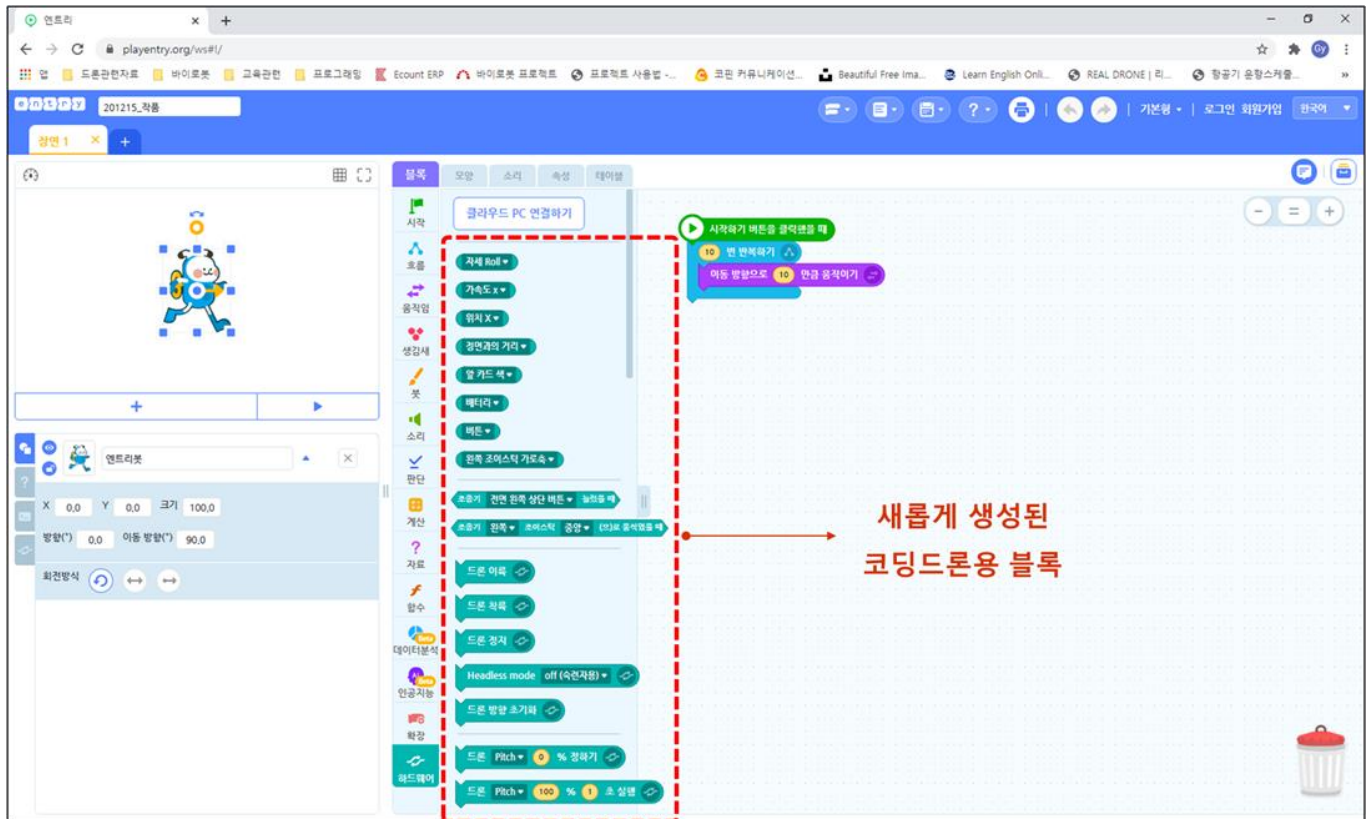 엔트리
playentry.org/ws#!/
Gy
앱 드론관련자료 바이로봇 교육관련 프로그래밍 Ecount ERP 바이로봇 프로젝트 프로젝트 사용법 -... 코핀 커뮤니케이션... Beautiful Free Ima... Learn English Onli... REAL DRONE | 리... 항공기 운항스케줄... »
entry 201215_작품 기본형 로그인 회원가입 한국어
장면 1
블록 모양 소리 속성 테이블
클라우드 PC 연결하기
시작
흐름
움직임
생김새
붓
소리
판단
계산
자료
함수
데이터분석 Beta
인공지능 Beta
확장
하드웨어
자세 Roll
가속도 x
위치 X
정면과의 거리
앞 카드 색
배터리
버튼
왼쪽 조이스틱 가로축
조종기 전면 왼쪽 상단 버튼 눌렀을 때
조종기 왼쪽 조이스틱 중앙 (으)로 움직였을 때
드론 이륙
드론 착륙
드론 정지
Headless mode off (숙련자용)
드론 방향 초기화
드론 Pitch 0 % 정하기
드론 Pitch 100 % 1 초 실행
시작하기 버튼을 클릭했을 때
10 번 반복하기
이동 방향으로 10 만큼 움직이기
새롭게 생성된
코딩드론용 블록
엔트리봇
X 0,0 Y 0,0 크기 100,0
방향(°) 0,0 이동 방향(°) 90,0
회전방식